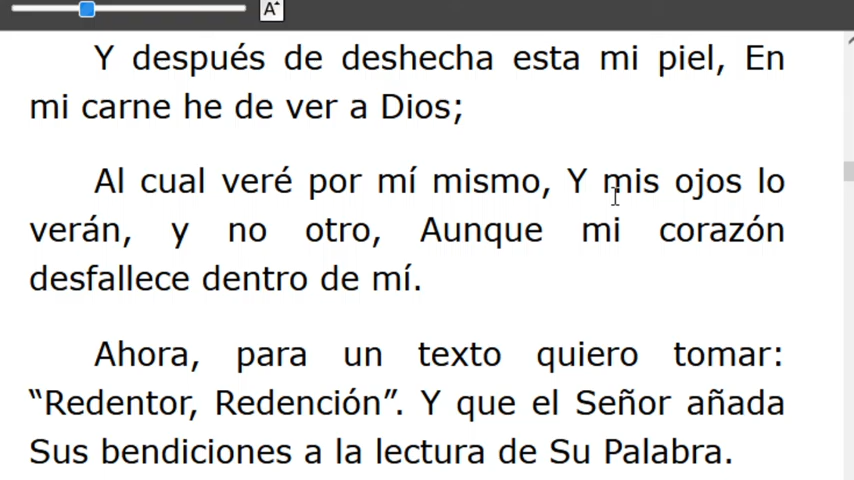 A
Y después de deshecha esta mi piel, En
mi carne he de ver a Dios;
Al cual veré por mí mismo, Y mis ojos lo
verán, y no otro, Aunque mi corazón
desfallece dentro de mí.
Ahora, para un texto quiero tomar:
“Redentor, Redención”. Y que el Señor añada
Sus bendiciones a la lectura de Su Palabra.